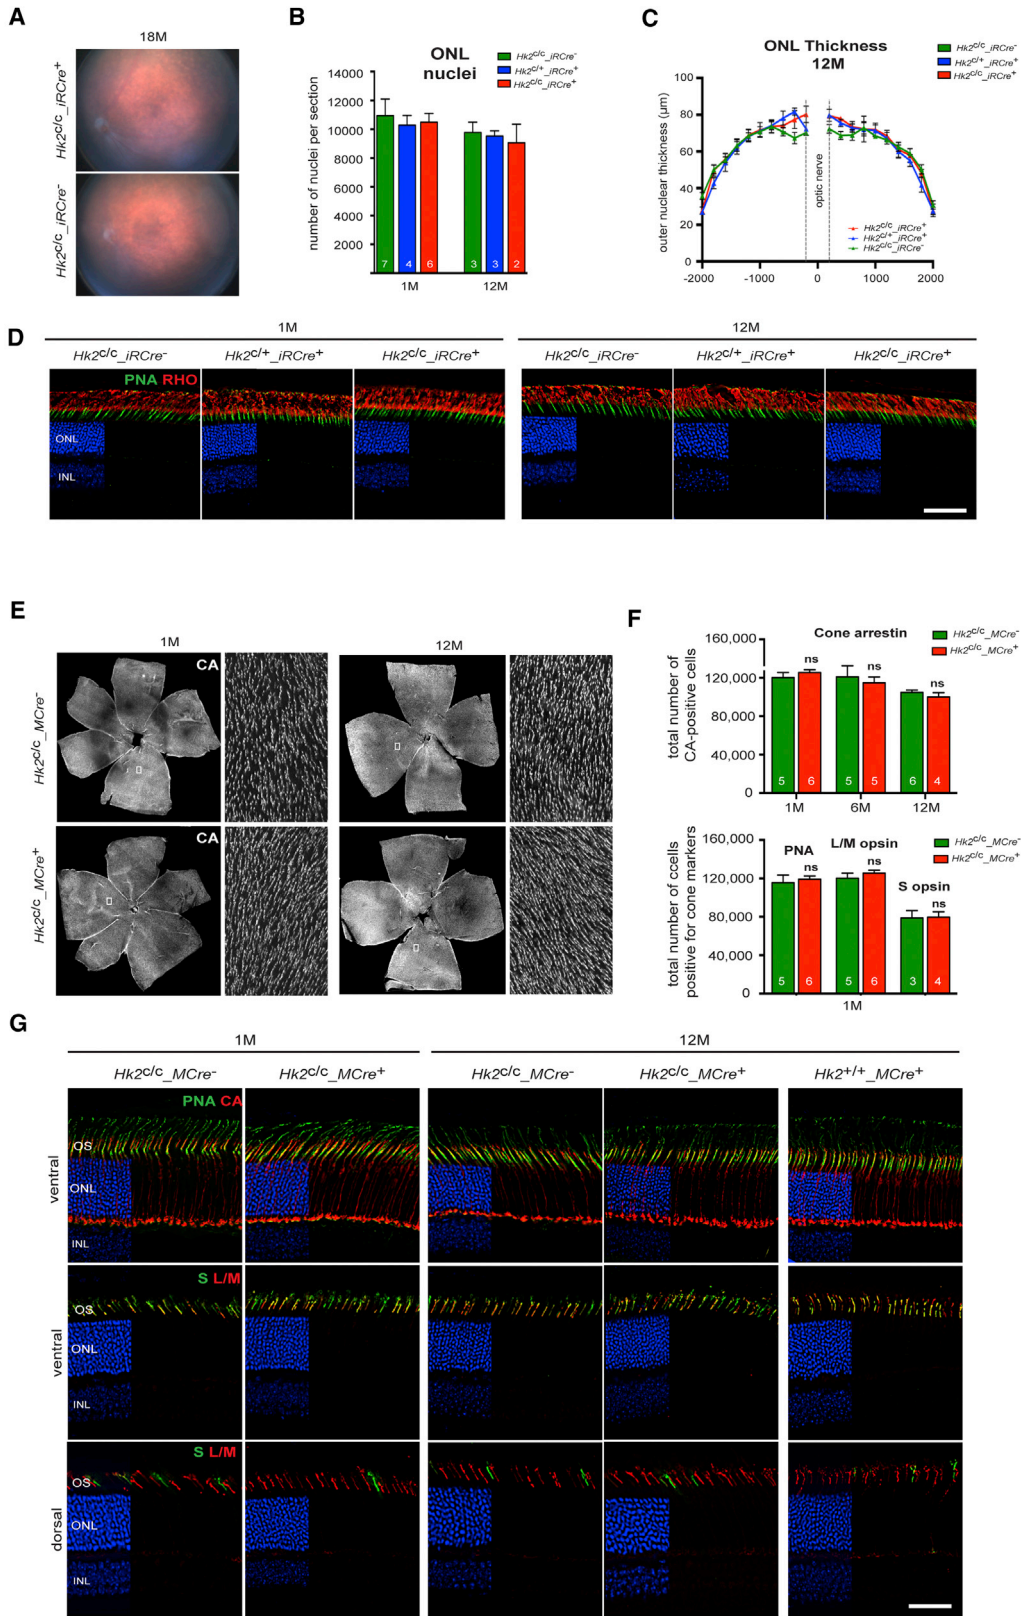 A
18M
Hk2c/c_iRCre+
Hk2c/c_iRCre-
B
ONL
nuclei
Hk2c/c_iRCre-
Hk2c/+_iRCre+
Hk2c/c_iRCre+
number of nuclei per section
14000
12000
10000
8000
6000
4000
2000
7 4 6 3 3 2
1M 12M
C
ONL Thickness
12M
Hk2c/c_iRCre-
Hk2c/+_iRCre+
Hk2c/c_iRCre+
outer nuclear thickness (μm)
100
80
60
40
20
0
optic nerve
Hk2c/c_iRCre+
Hk2c/+_iRCre+
Hk2c/c_iRCre-
-2000 -1000 0 1000 2000
D
1M 12M
Hk2c/c_iRCre- Hk2c/+_iRCre+ Hk2c/c_iRCre+ Hk2c/c_iRCre- Hk2c/+_iRCre+ Hk2c/c_iRCre+
PNA RHO
ONL
INL
E
1M 12M
Hk2c/c_MCre-
CA
Hk2c/c_MCre+
CA
F
Cone arrestin
Hk2c/c_MCre-
Hk2c/c_MCre+
total number of
CA-positive cells
160,000
120,000
80,000
40,000
0
ns ns ns
5 6 5 5 6 4
1M 6M 12M
Hk2c/c_MCre-
Hk2c/c_MCre+
total number of ccells
positive for cone markers
160,000
120,000
80,000
40,000
0
PNA L/M opsin S opsin
ns ns ns
5 6 5 6 3 4
1M
G
1M 12M
Hk2c/c_MCre- Hk2c/c_MCre+ Hk2c/c_MCre- Hk2c/c_MCre+ Hk2+/+_MCre+
ventral
PNA CA
OS
ONL
INL
ventral
S L/M
OS
ONL
INL
dorsal
S L/M
OS
ONL
INL